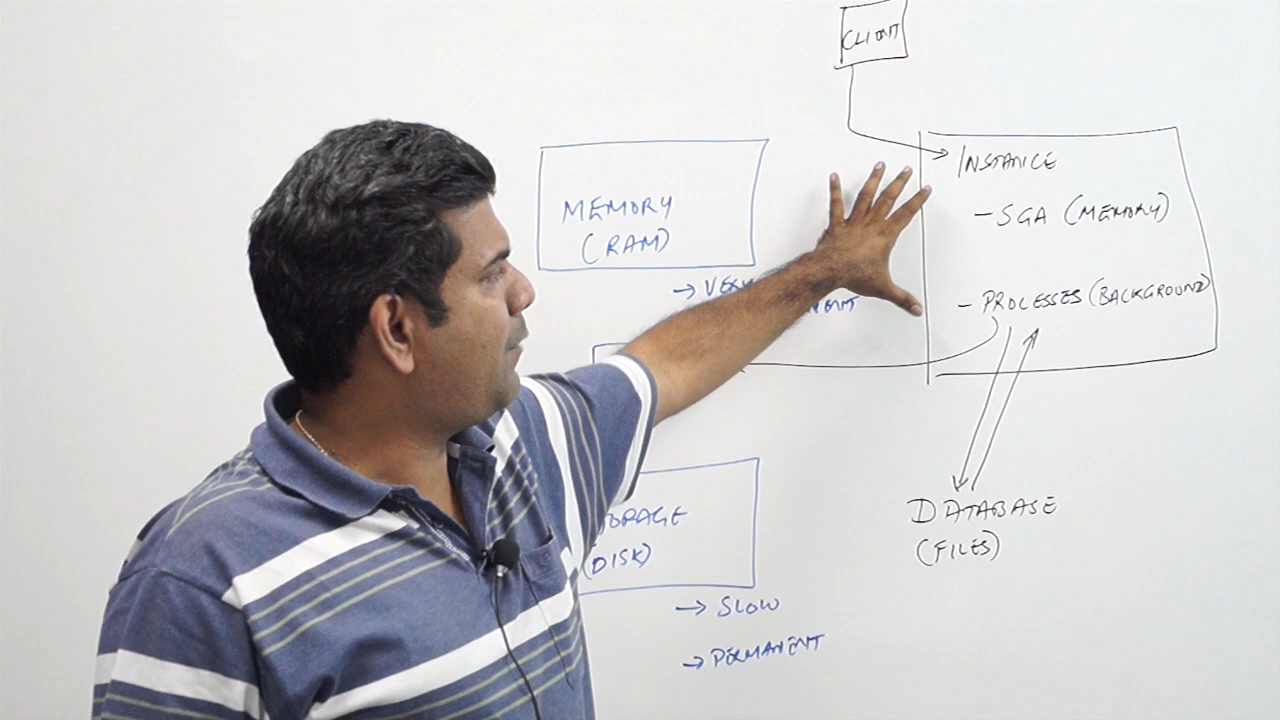 CLIENT
INSTANCE
- SGA (MEMORY)
- PROCESSES (BACKGROUND)
DATABASE
(FILES)
MEMORY
(RAM)
→
(DISK)
→ SLOW
→ PERMANENT